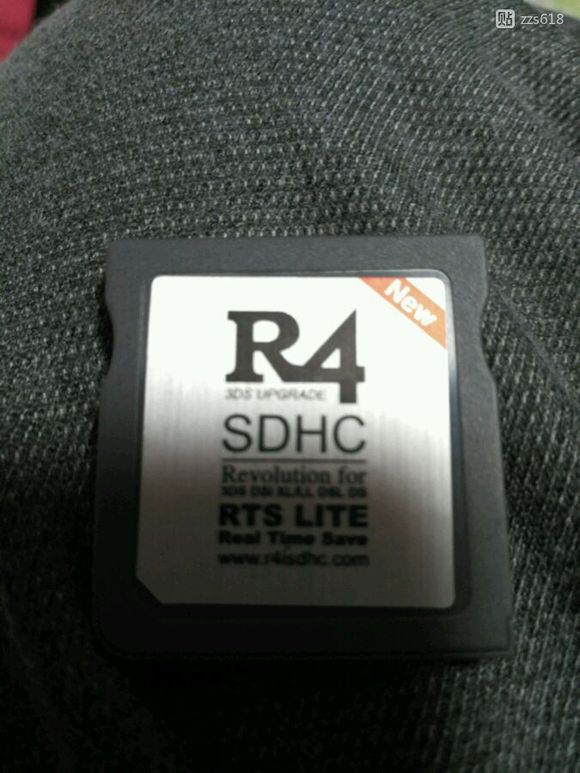 贴 zzs618
New
R4
3DS UPGRADE
SDHC
Revolution for
3DS DSi XL/LL DSL DS
RTS LITE
Real Time Save
www.r4isdhc.com